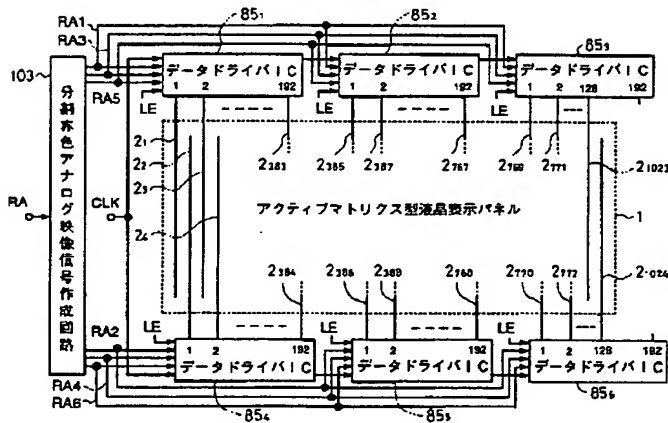 RA1
RA3
85₁
85₂
85₃
103
データドライバIC
データドライバIC
データドライバIC
RA5
1 2 192
1 2 192
1 2 128 192
LE
LE
LE
2₁
2₂
2₃
2₄
2₃₈₃
2₃₈₅
2₃₈₇
2₇₆₇
2₇₆₉
2₇₇₁
2₁₀₂₃
分割赤色アナログ映像信号作成回路
RA
CLK
アクティブマトリクス型液晶表示パネル
1
2₃₈₄
2₃₈₆
2₃₈₈
2₇₆₈
2₇₇₀
2₇₇₂
2₁₀₂₄
LE
LE
LE
RA2
1 2 192
1 2 192
1 2 128 192
データドライバIC
データドライバIC
データドライバIC
RA4
RA6
85₄
85₅
85₆